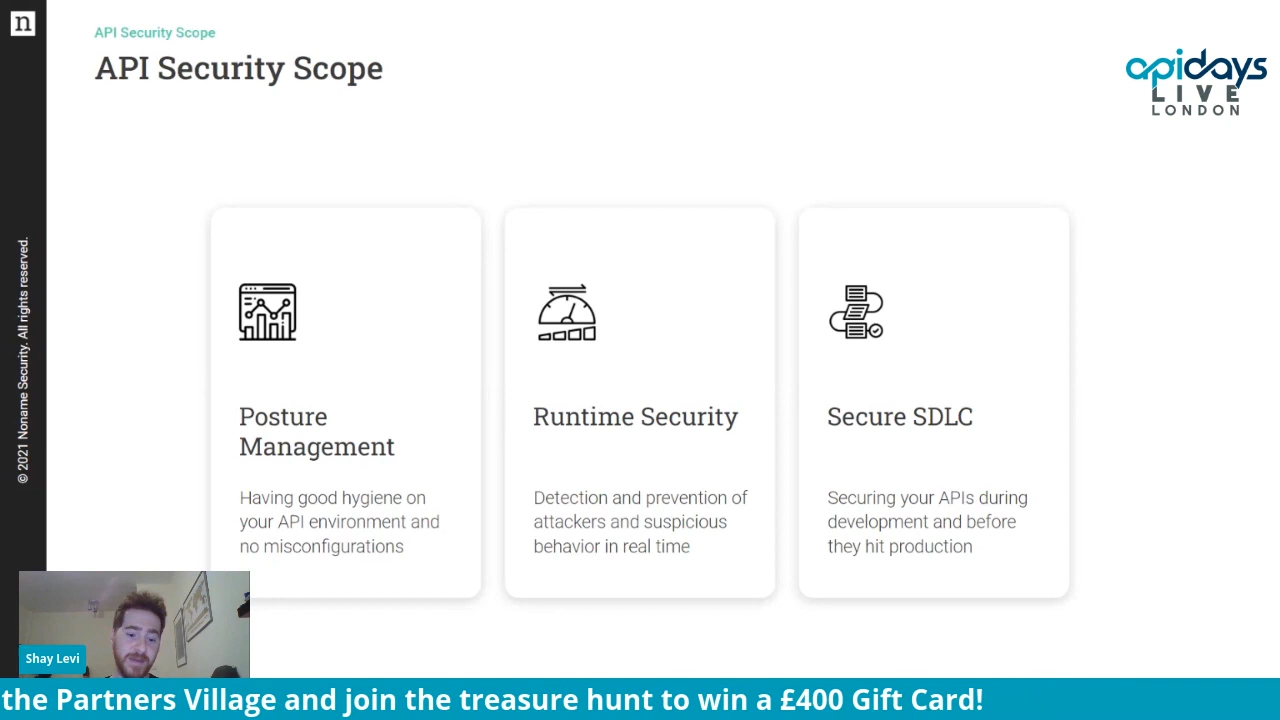 n
API Security Scope
API Security Scope
apidays
LIVE
LONDON
© 2021 Noname Security. All rights reserved.
Posture
Management
Having good hygiene on
your API environment and
no misconfigurations
Runtime Security
Detection and prevention of
attackers and suspicious
behavior in real time
Secure SDLC
Securing your APIs during
development and before
they hit production
Shay Levi
the Partners Village and join the treasure hunt to win a £400 Gift Card!